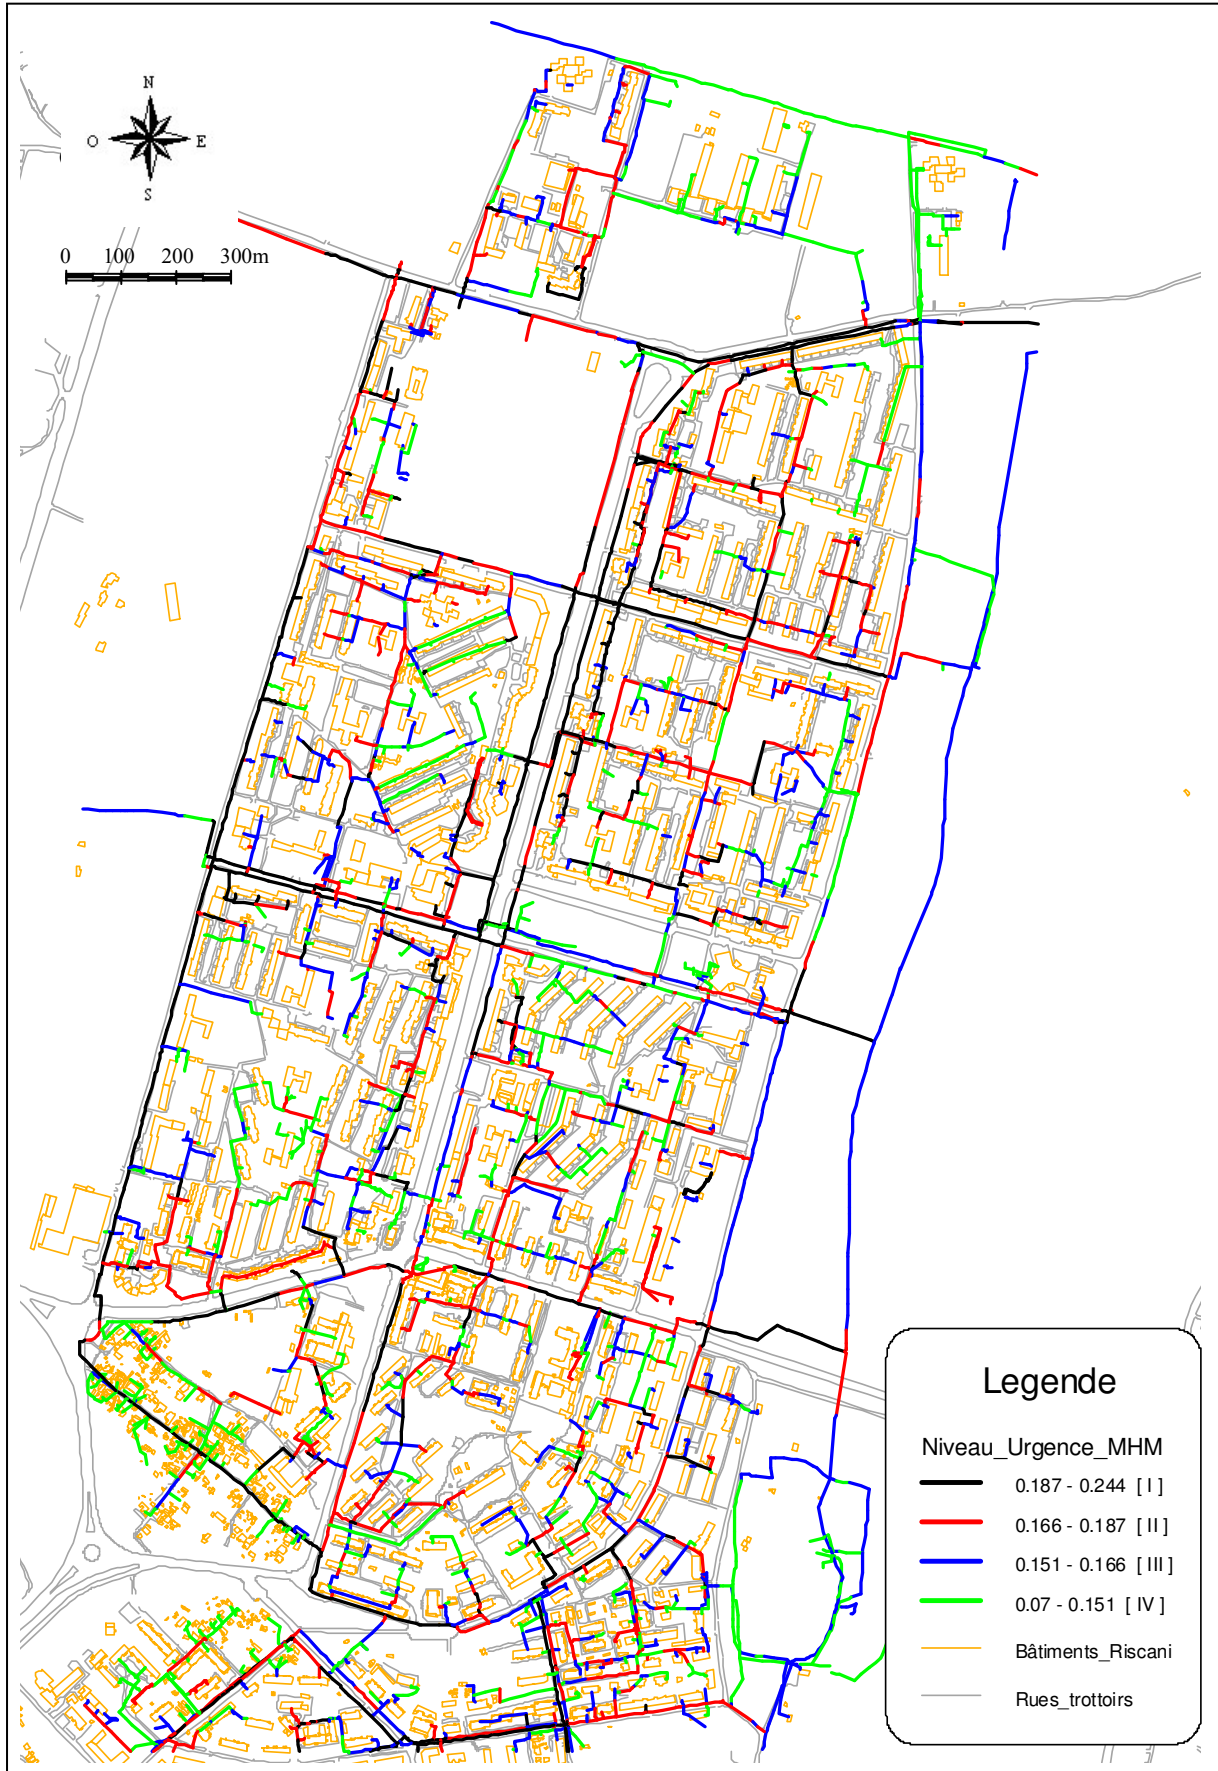 N
O
E
S
0 100 200 300m
Legende
Niveau_Urgence_MHM
0.187 - 0.244 [ I ]
0.166 - 0.187 [ II ]
0.151 - 0.166 [ III ]
0.07 - 0.151 [ IV ]
Bâtiments_Riscani
Rues_trottoirs